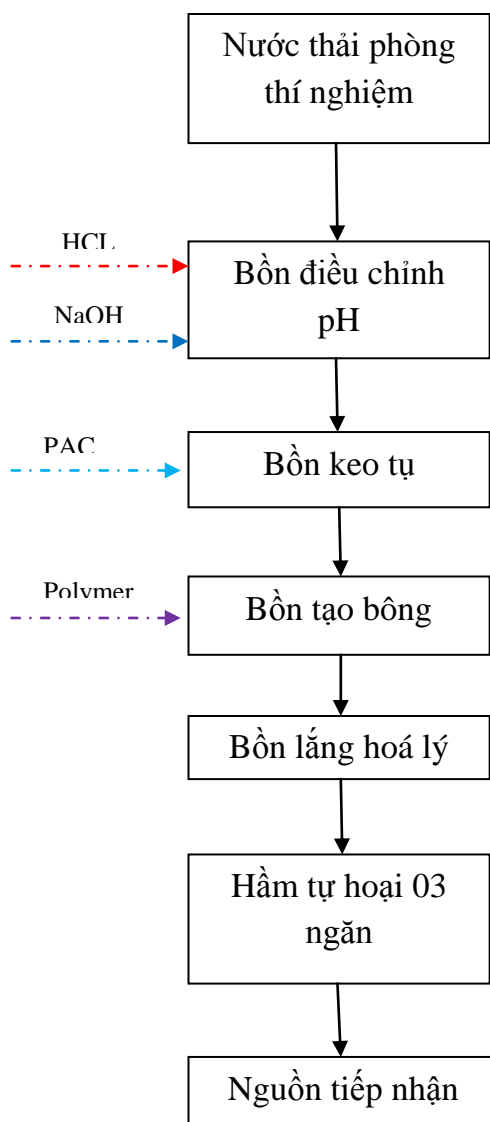 Nước thải phòng
thí nghiệm
HCL
Bồn điều chỉnh
pH
NaOH
PAC
Bồn keo tụ
Polymer
Bồn tạo bông
Bồn lắng hoá lý
Hầm tự hoại 03
ngăn
Nguồn tiếp nhận